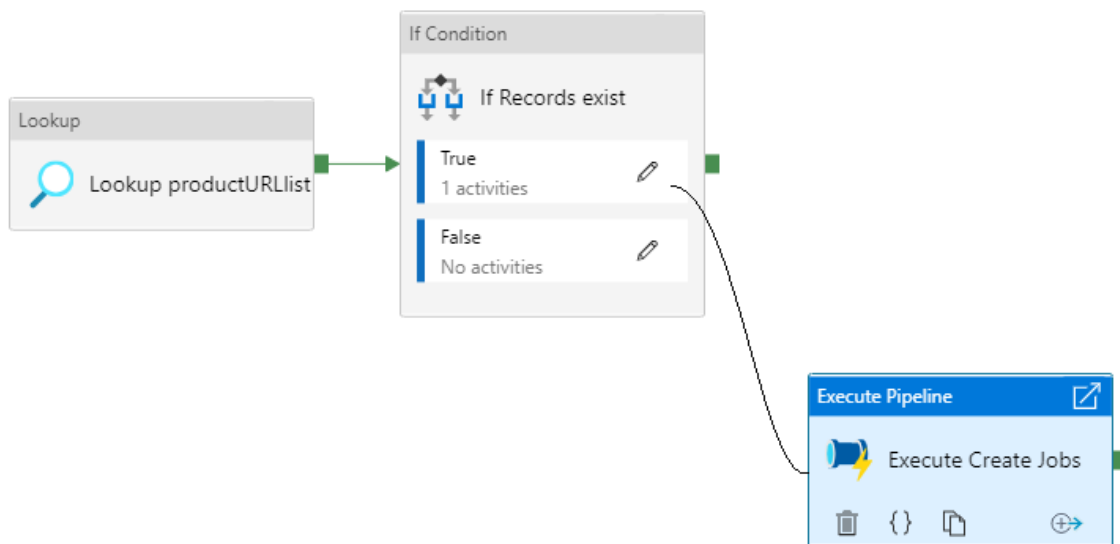 Lookup
Lookup productURLlist
If Condition
If Records exist
True
1 activities
False
No activities
Execute Pipeline
Execute Create Jobs
{}